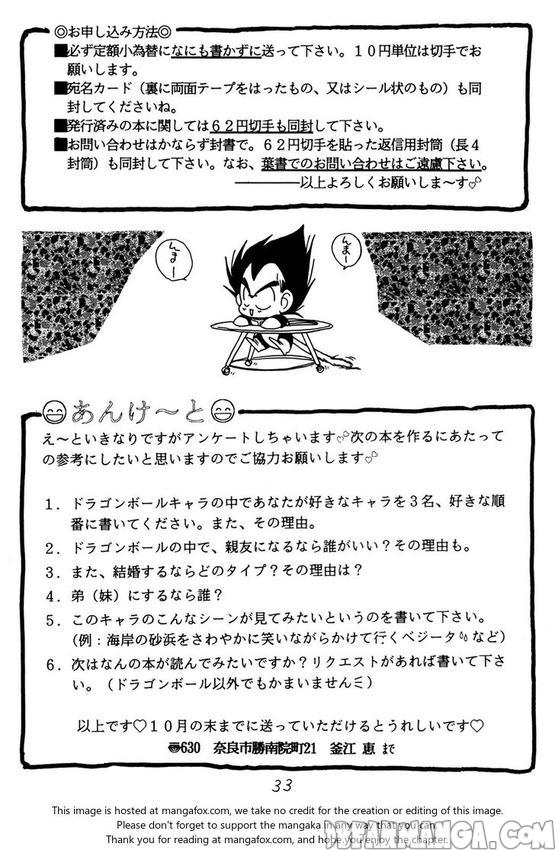 ◎お申し込み方法◎
■必ず定額小為替になにも書かずに送って下さい。１０円単位は切手でお
願いします。
■宛名カード（裏に両面テープをはったもの、又はシール状のもの）も同
封してくださいね。
■発行済みの本に関しては６２円切手も同封して下さい。
■お問い合わせはかならず封書で。６２円切手を貼った返信用封筒（長４
封筒）も同封して下さい。なお、葉書でのお問い合わせはご遠慮下さい。
――――以上よろしくお願いしま〜す
んまー
んまー
あんけ〜と
え〜といきなりですがアンケートしちゃいます次の本を作るにあたって
の参考にしたいと思いますのでご協力お願いします
１．ドラゴンボールキャラの中であなたが好きなキャラを３名、好きな順
番に書いてください。また、その理由。
２．ドラゴンボールの中で、親友になるなら誰がいい？その理由も。
３．また、結婚するならどのタイプ？その理由は？
４．弟（妹）にするなら誰？
５．このキャラのこんなシーンが見てみたいというのを書いて下さい。
（例：海岸の砂浜をさわやかに笑いながらかけて行くベジータなど）
６．次はなんの本が読んでみたいですか？リクエストがあれば書いて下さ
い。（ドラゴンボール以外でもかまいません）
以上です♡１０月の末までに送っていただけるとうれしいです♡
〠630 奈良市勝南院町21 釜江 恵 まで
33
This image is hosted at mangafox.com, we take no credit for the creation or editing of this image.
Please don't forget to support the mangaka in any way that you can.
Thank you for reading at mangafox.com, and hope you enjoy the chapter.